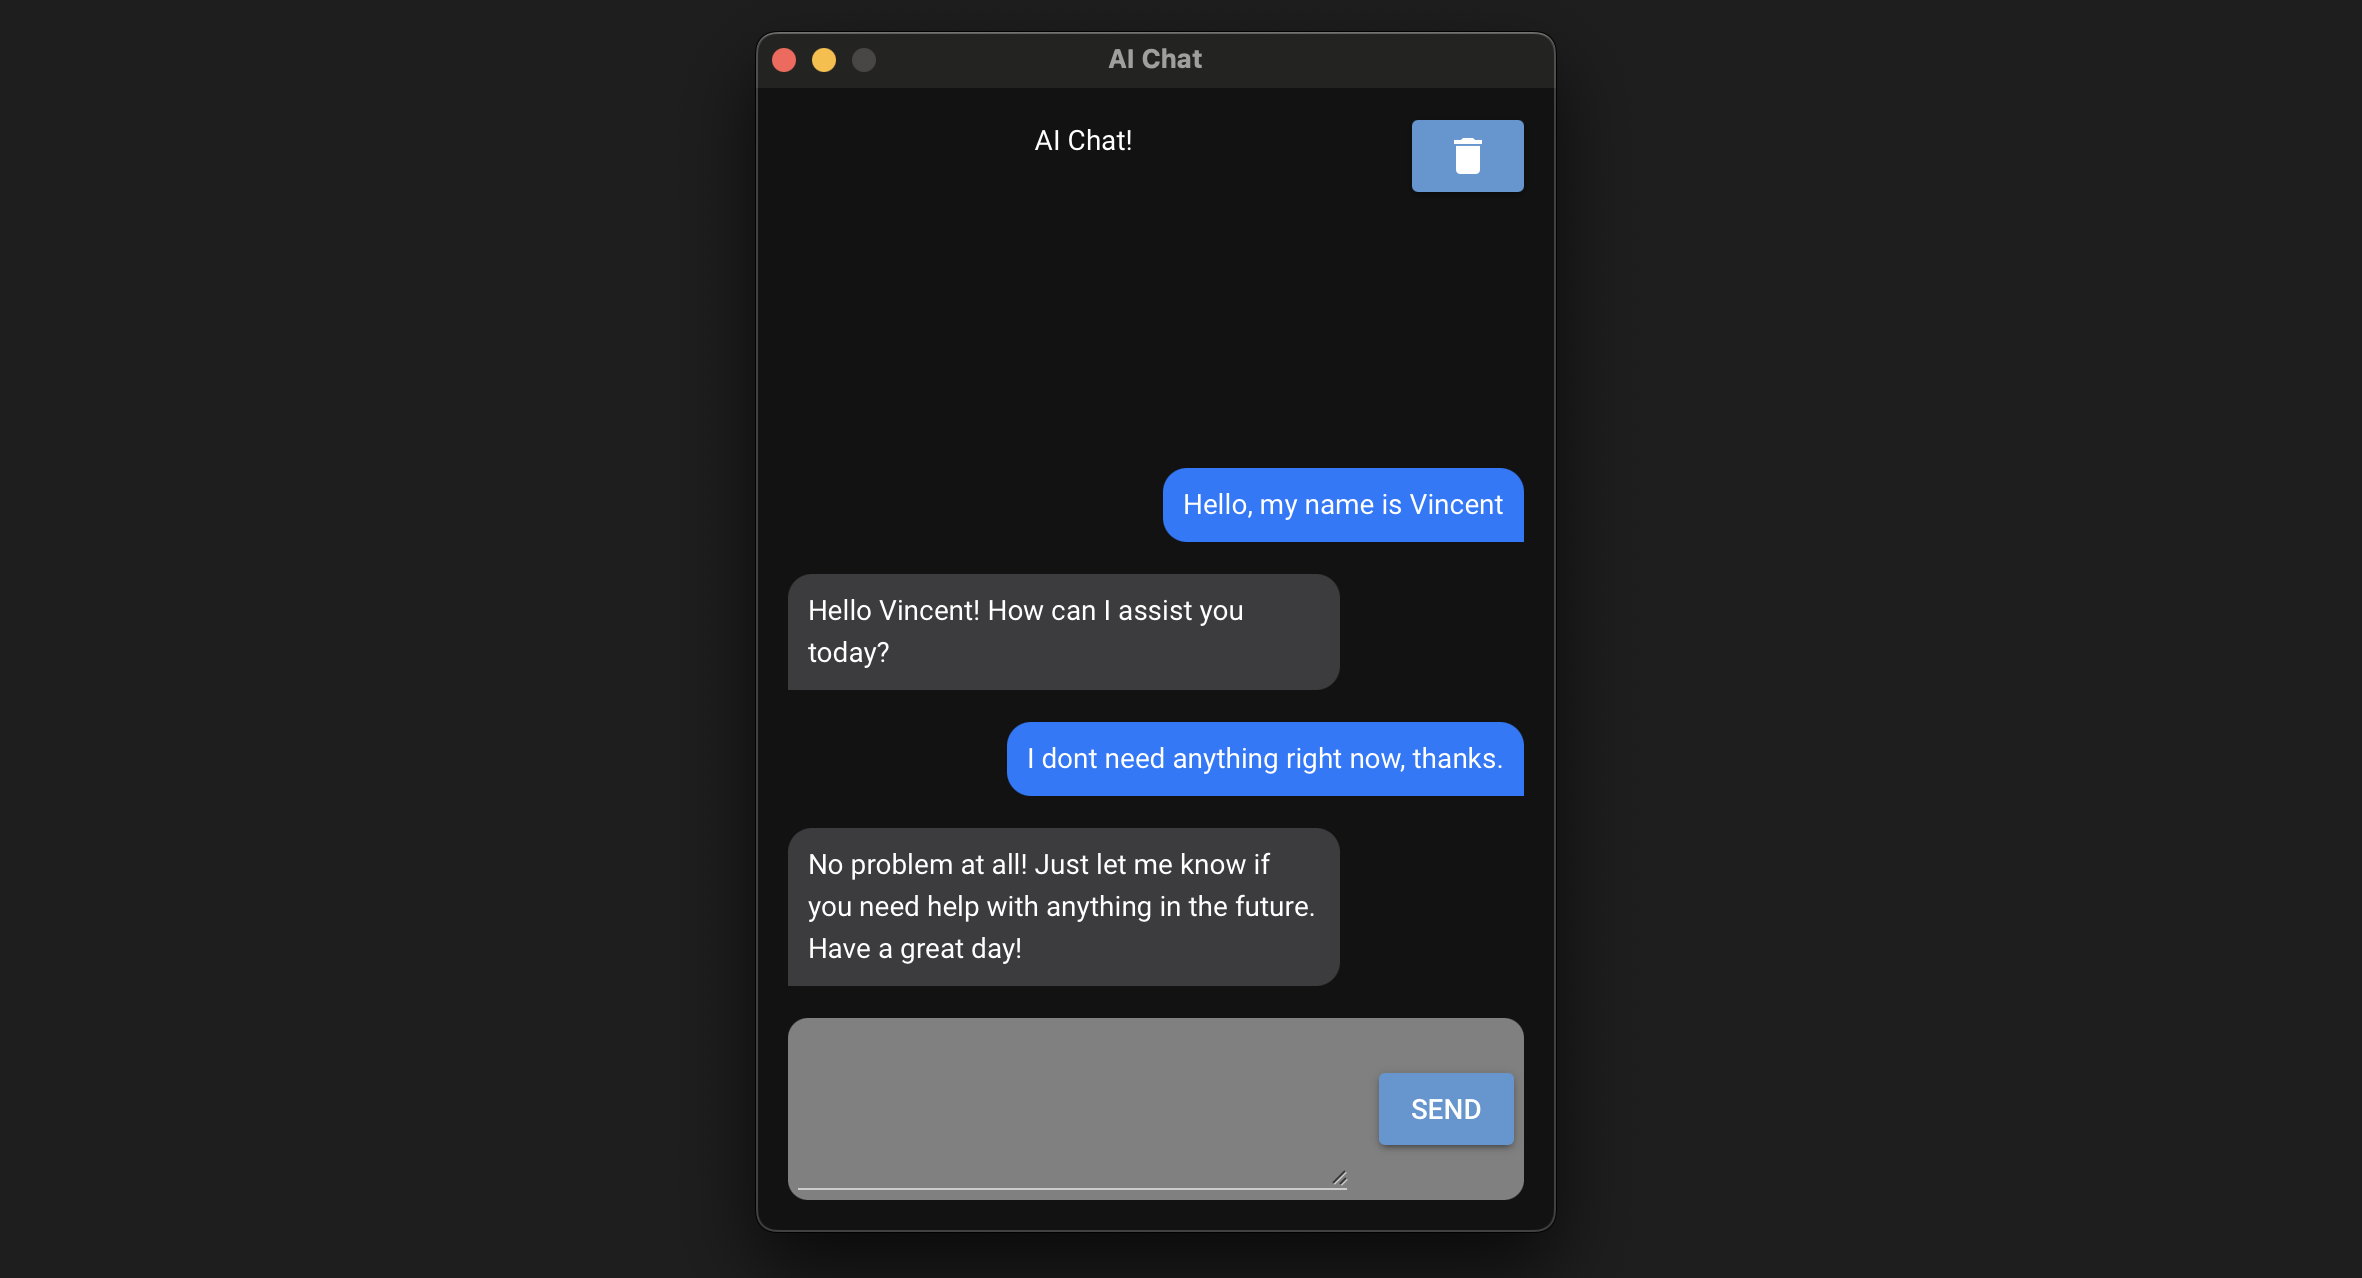 AI Chat
AI Chat!
Hello, my name is Vincent
Hello Vincent! How can I assist you
today?
I dont need anything right now, thanks.
No problem at all! Just let me know if
you need help with anything in the future.
Have a great day!
SEND